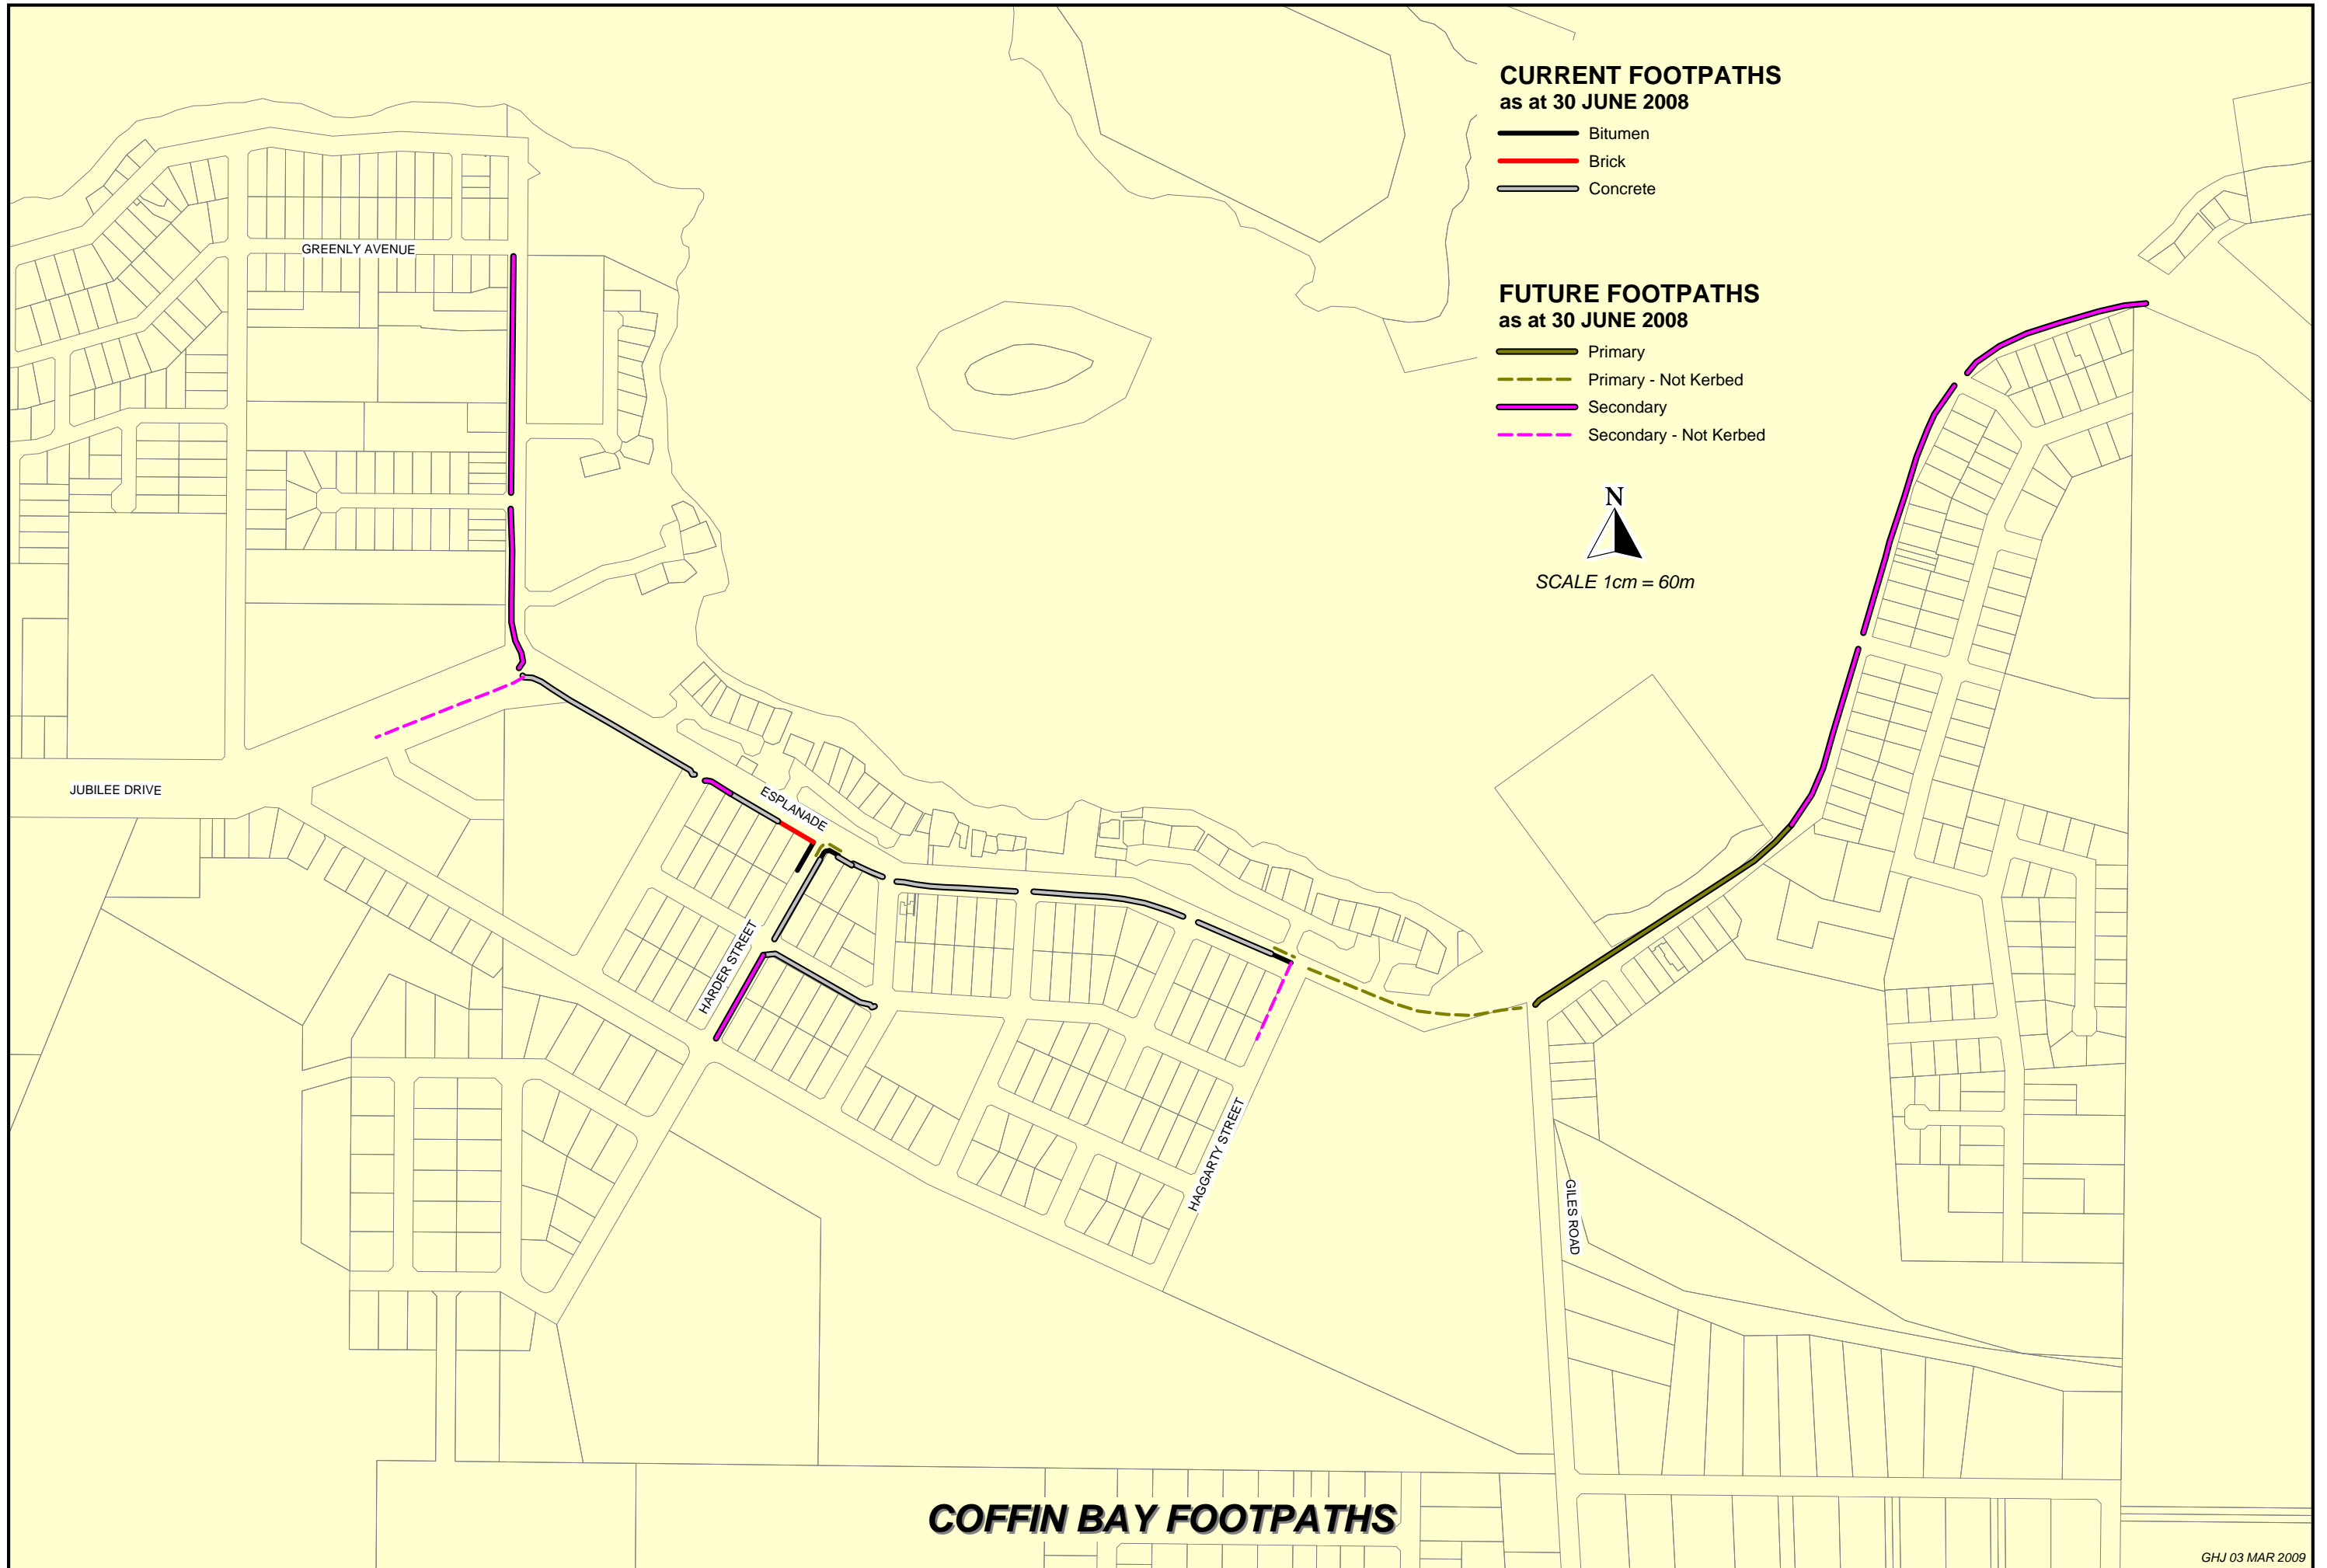 CURRENT FOOTPATHS
as at 30 JUNE 2008
Bitumen
Brick
Concrete
FUTURE FOOTPATHS
as at 30 JUNE 2008
Primary
Primary - Not Kerbed
Secondary
Secondary - Not Kerbed
N
SCALE 1cm = 60m
GREENLY AVENUE
JUBILEE DRIVE
ESPLANADE
HARDER STREET
HAGGARTY STREET
GILES ROAD
COFFIN BAY FOOTPATHS
GHJ 03 MAR 2009